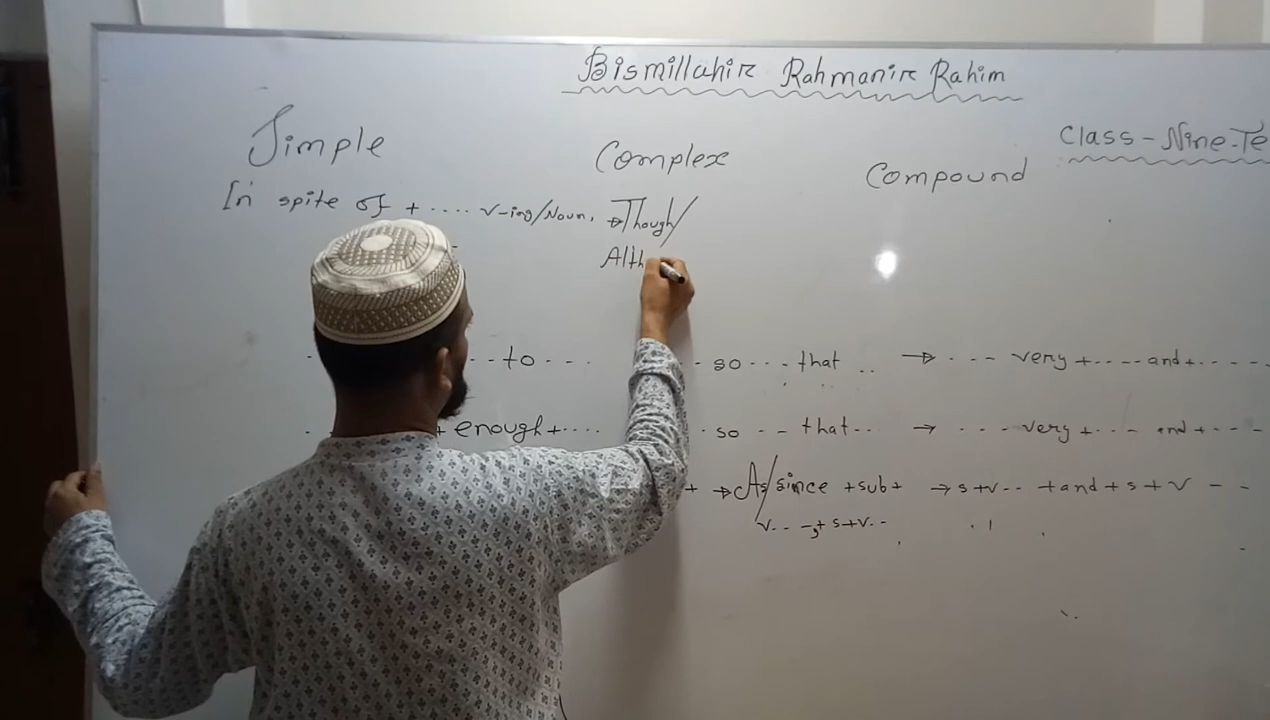 Bismillahir Rahmanir Rahim
Class-Nine-Te
Simple Complex Compound
In spite of + .... v-ing/Noun, → Though/
Alth
.. to ... .. so ... that .. → ... very + .... and + .....
+ enough + .... . so -- that .. → .... very + ... and + ---
+ → As/since + sub + → s+v.. + and + s + v - -
v.. -, + s+v..